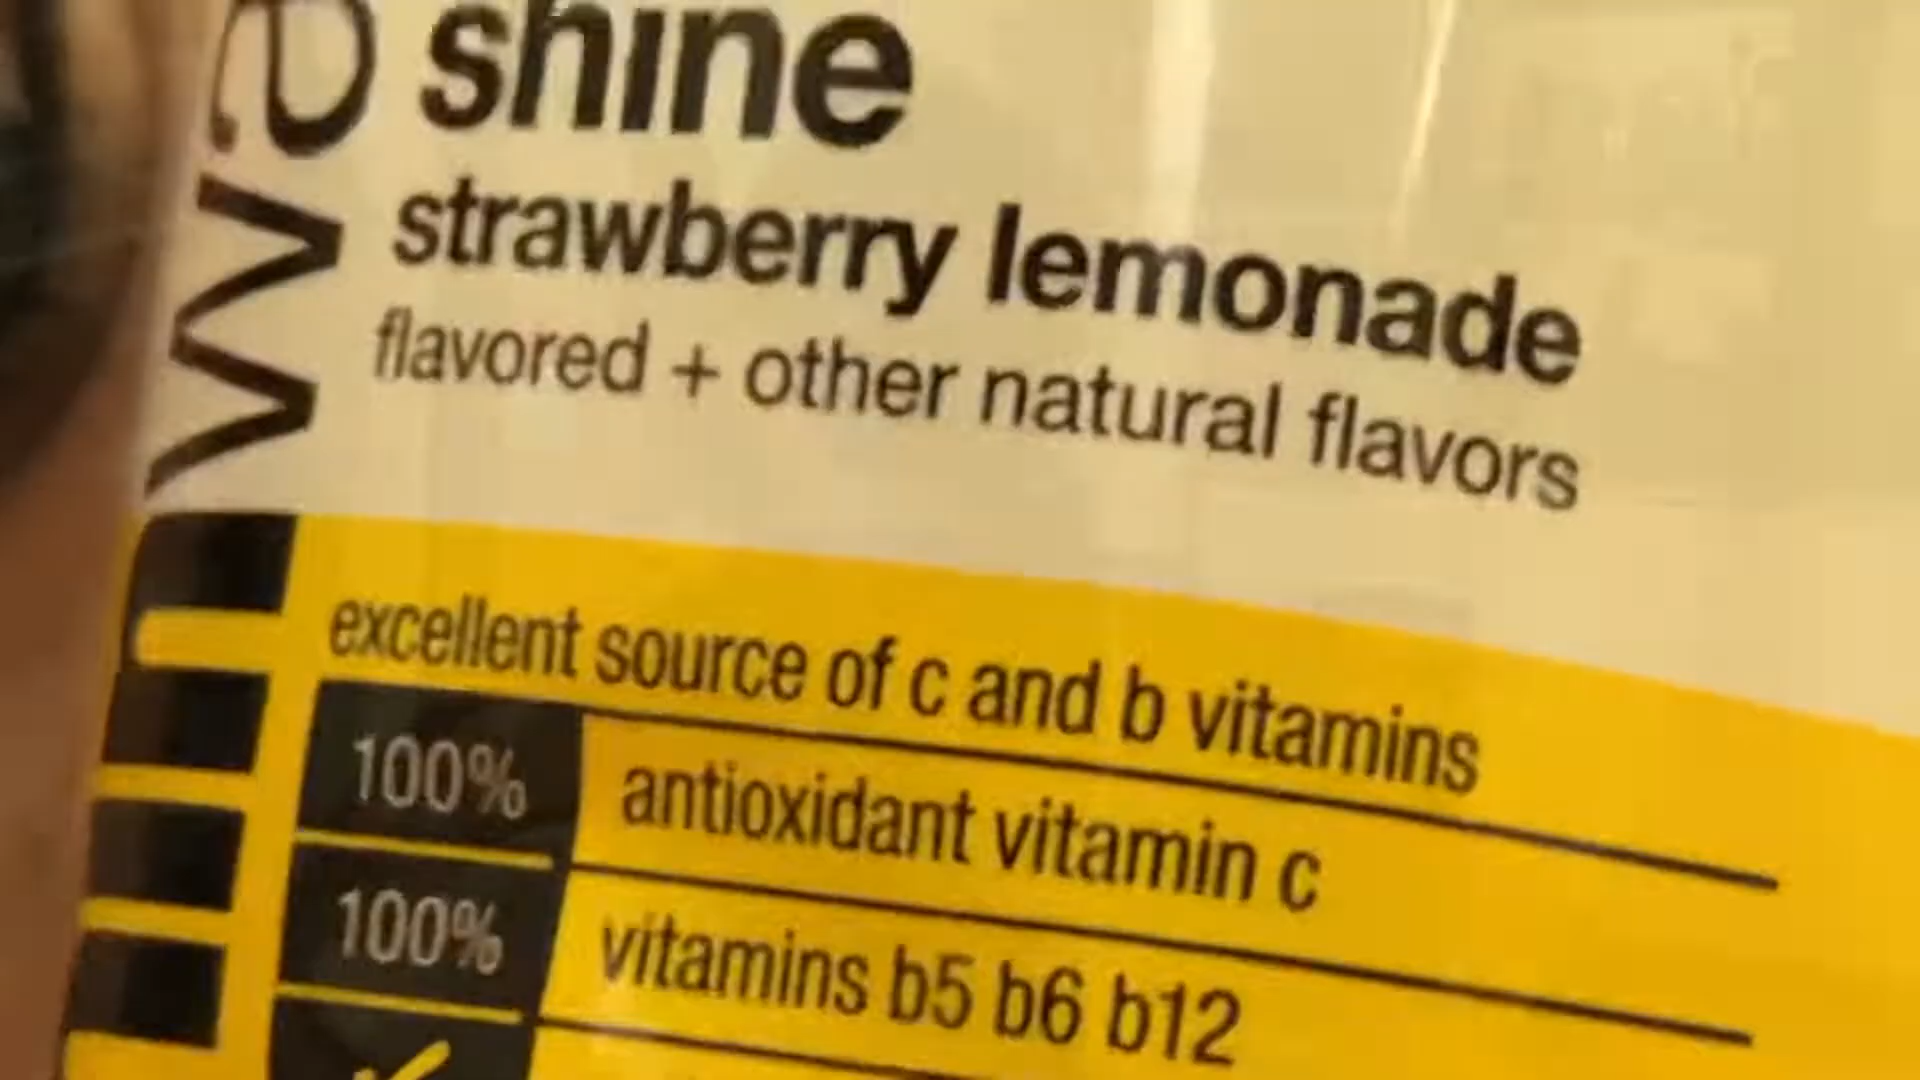 shine
strawberry lemonade
flavored + other natural flavors
excellent source of c and b vitamins
100% antioxidant vitamin c
100% vitamins b5 b6 b12